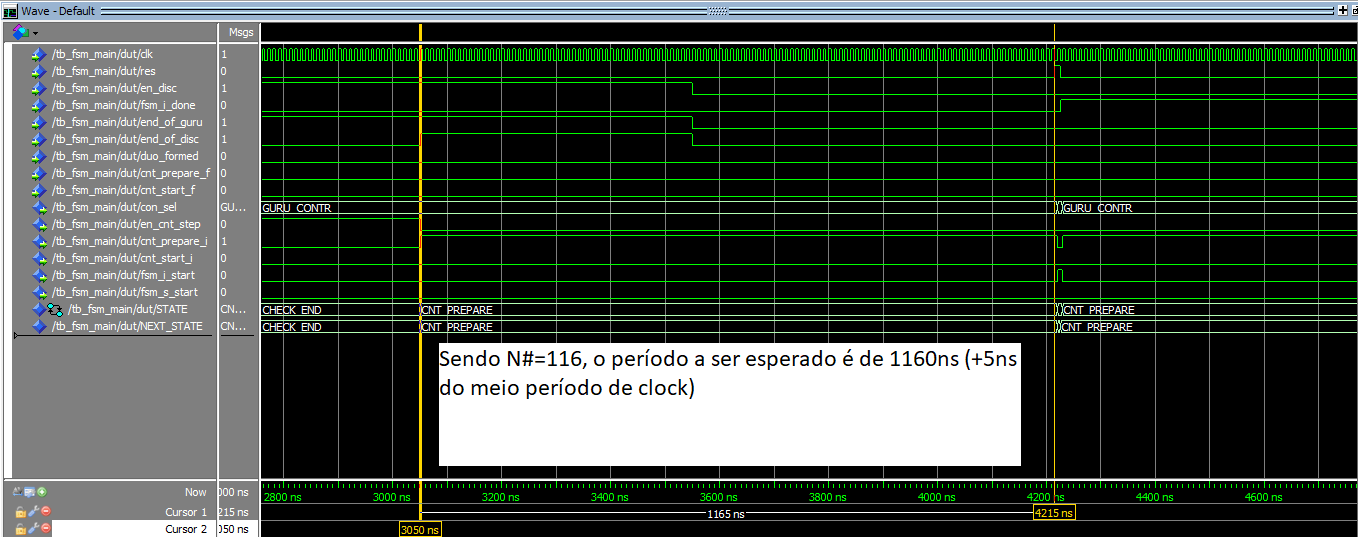 Wave - Default
Msgs
/tb_fsm_main/dut/clk 1
/tb_fsm_main/dut/res 0
/tb_fsm_main/dut/en_disc 1
/tb_fsm_main/dut/fsm_i_done 0
/tb_fsm_main/dut/end_of_guru 1
/tb_fsm_main/dut/end_of_disc 1
/tb_fsm_main/dut/duo_formed 0
/tb_fsm_main/dut/cnt_prepare_f 0
/tb_fsm_main/dut/cnt_start_f 0
/tb_fsm_main/dut/con_sel GU... GURU_CONTR GURU_CONTR
/tb_fsm_main/dut/en_cnt_step 0
/tb_fsm_main/dut/cnt_prepare_i 1
/tb_fsm_main/dut/cnt_start_i 0
/tb_fsm_main/dut/fsm_i_start 0
/tb_fsm_main/dut/fsm_s_start 0
/tb_fsm_main/dut/STATE CN... CHECK_END CNT_PREPARE CNT_PREPARE
/tb_fsm_main/dut/NEXT_STATE CN... CHECK_END CNT_PREPARE CNT_PREPARE
Sendo N#=116, o período a ser esperado é de 1160ns (+5ns
do meio período de clock)
Now 000 ns 2800 ns 3000 ns 3200 ns 3400 ns 3600 ns 3800 ns 4000 ns 4200 ns 4400 ns 4600 ns
Cursor 1 215 ns 1165 ns 4215 ns
Cursor 2 050 ns 3050 ns